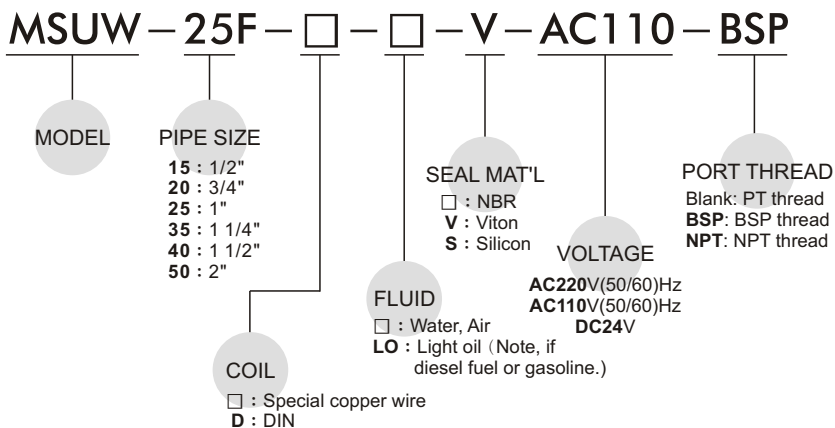 MSUW – 25F – □ – □ – V – AC110 – BSP
MODEL
PIPE SIZE
15 : 1/2"
20 : 3/4"
25 : 1"
35 : 1 1/4"
40 : 1 1/2"
50 : 2"
COIL
□ : Special copper wire
D : DIN
FLUID
□ : Water, Air
LO : Light oil (Note, if
diesel fuel or gasoline.)
SEAL MAT'L
□ : NBR
V : Viton
S : Silicon
VOLTAGE
AC220V(50/60)Hz
AC110V(50/60)Hz
DC24V
PORT THREAD
Blank: PT thread
BSP: BSP thread
NPT: NPT thread